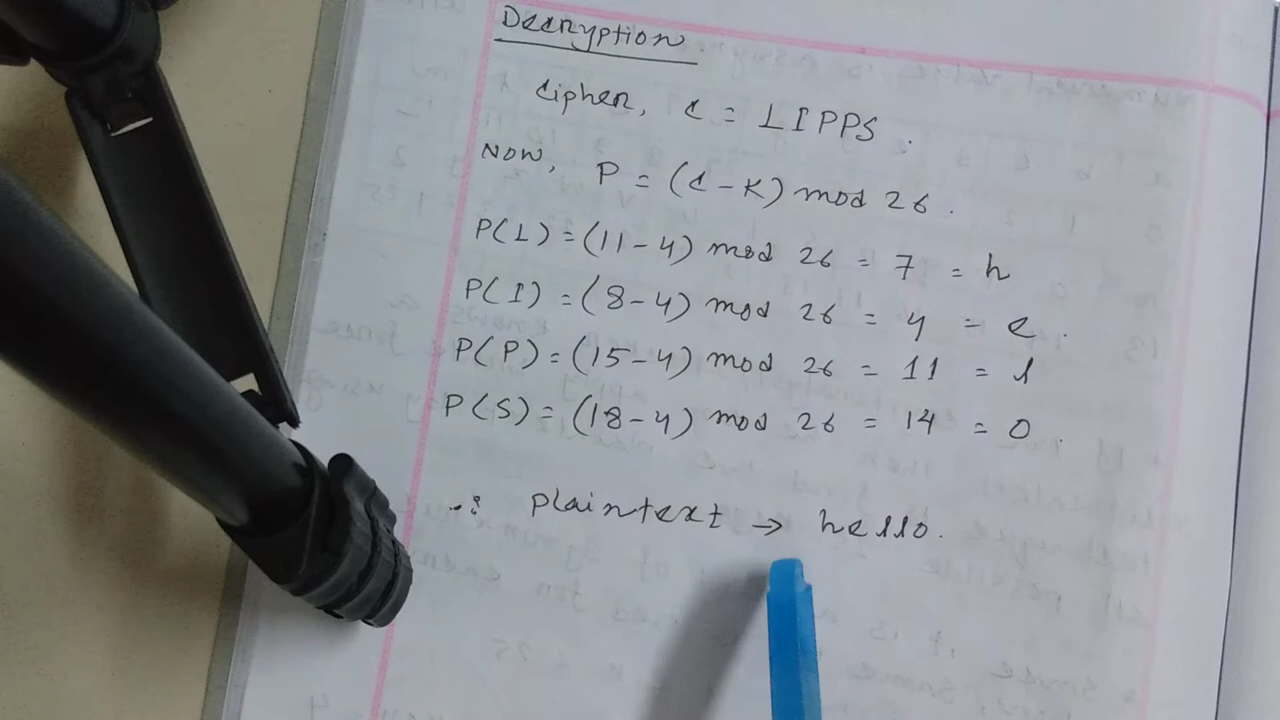 Decryption
Cipher, C = LIPPS.
Now, P = (C-K) mod 26.
P(L) = (11-4) mod 26 = 7 = h
P(I) = (8-4) mod 26 = 4 = e.
P(P) = (15-4) mod 26 = 11 = l
P(S) = (18-4) mod 26 = 14 = o.
∴ plaintext → hello.